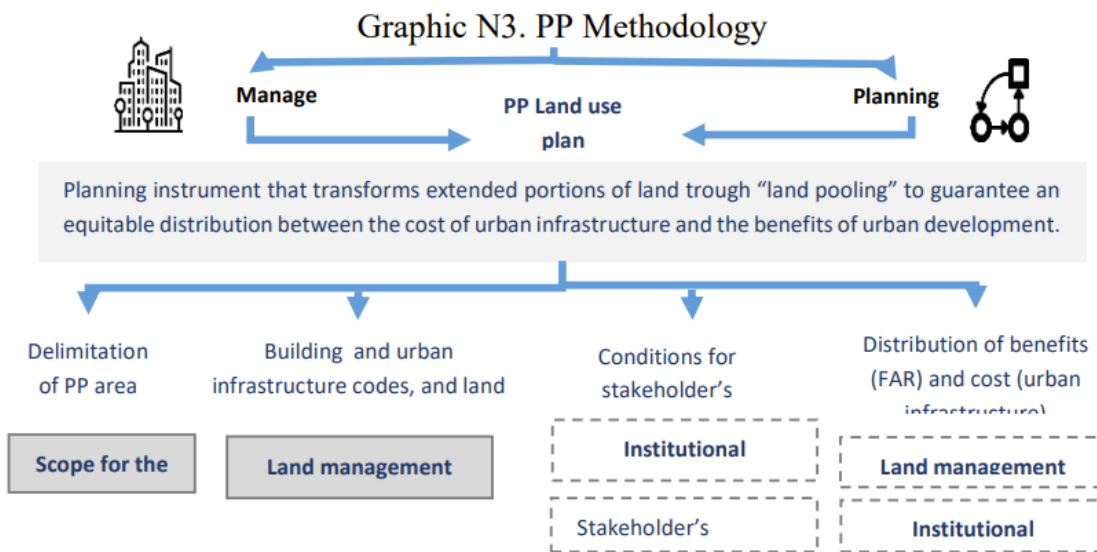 Graphic N3. PP Methodology
Manage
Planning
PP Land use
plan
Planning instrument that transforms extended portions of land trough “land pooling” to guarantee an
equitable distribution between the cost of urban infrastructure and the benefits of urban development.
Delimitation
of PP area
Building and urban
infrastructure codes, and land
Conditions for
stakeholder’s
Distribution of benefits
(FAR) and cost (urban
infrastructure)
Scope for the
Land management
Institutional
Stakeholder’s
Land management
Institutional